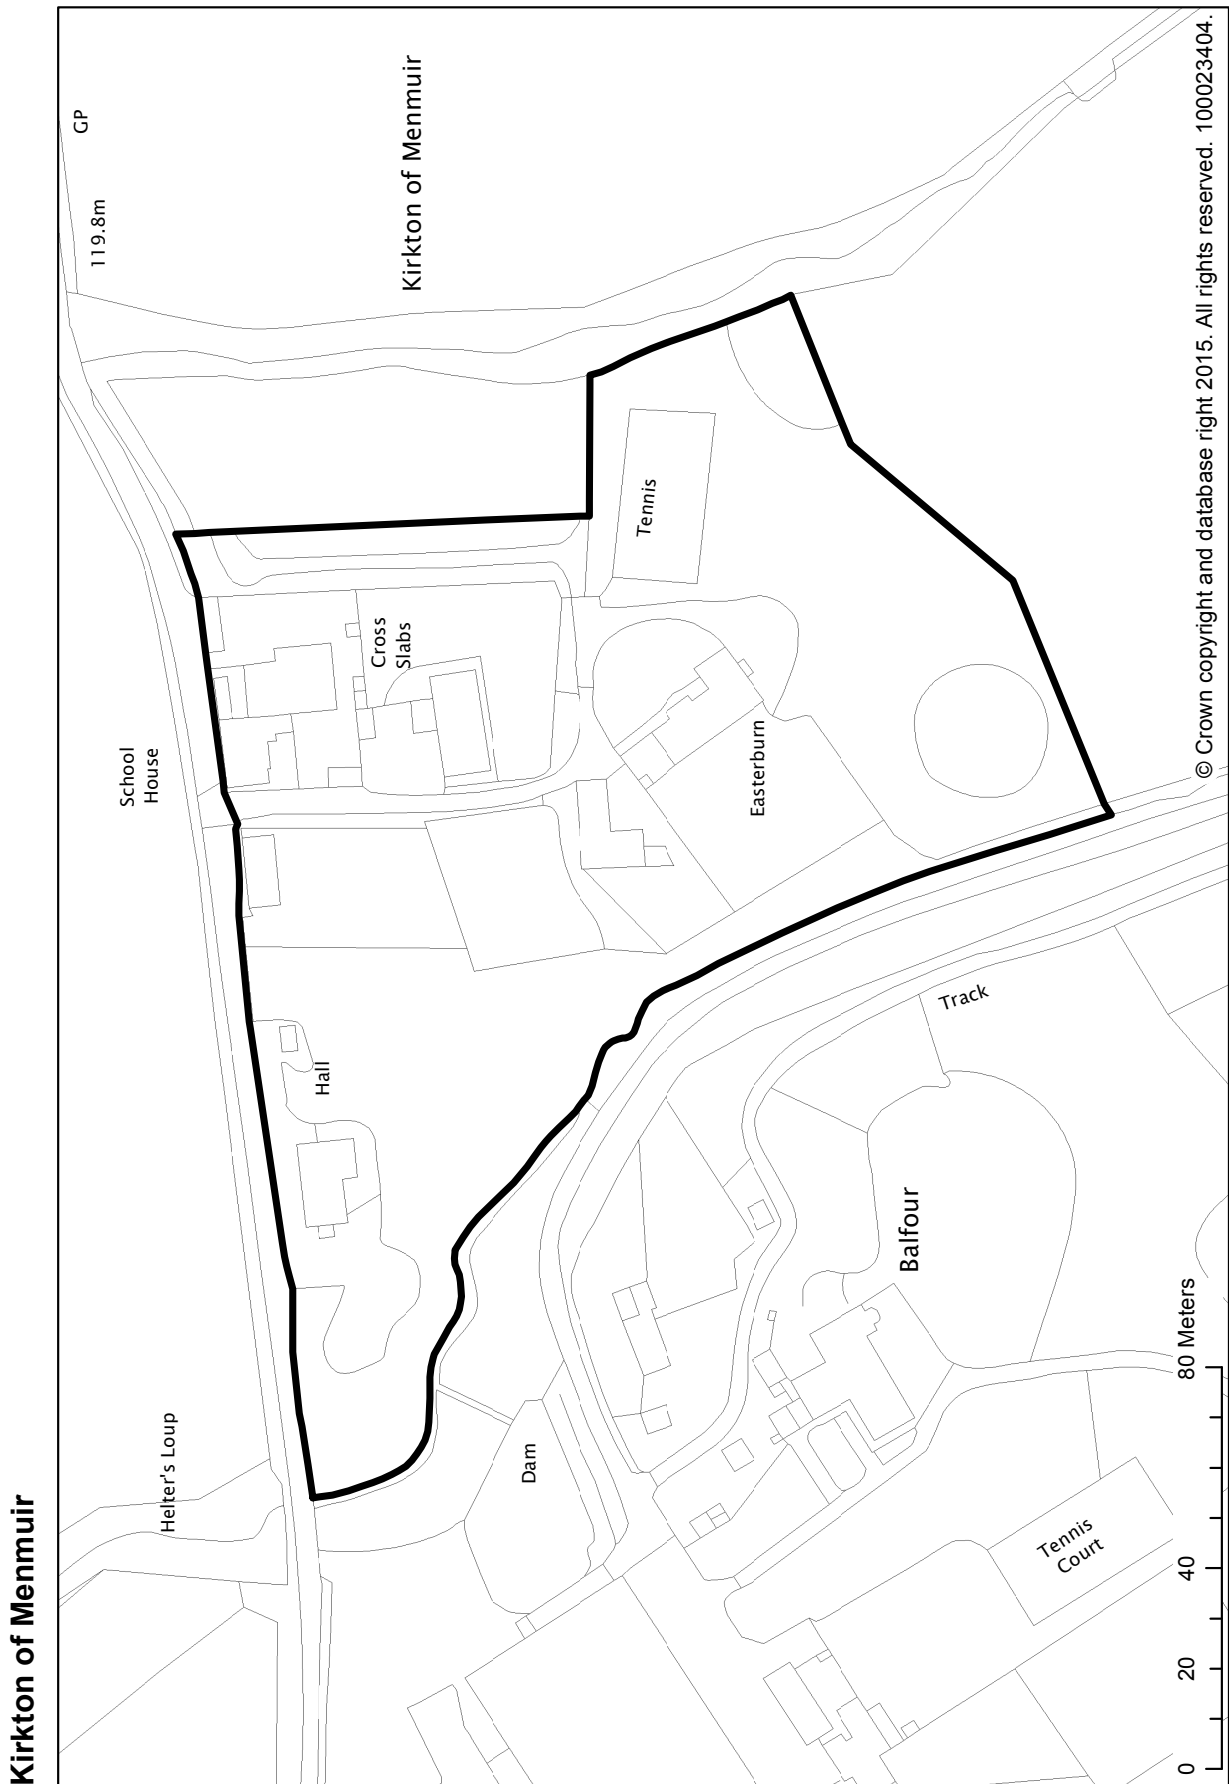 Kirkton of Menmuir
GP
119.8m
Kirkton of Menmuir
School
House
Helter's Loup
Cross
Slabs
Hall
Tennis
Easterburn
Dam
Track
Balfour
Tennis
Court
0 20 40 80 Meters
© Crown copyright and database right 2015. All rights reserved. 100023404.